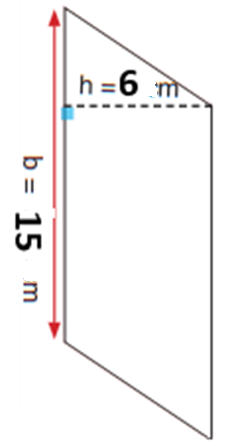 h = 6 m
b = 15 m